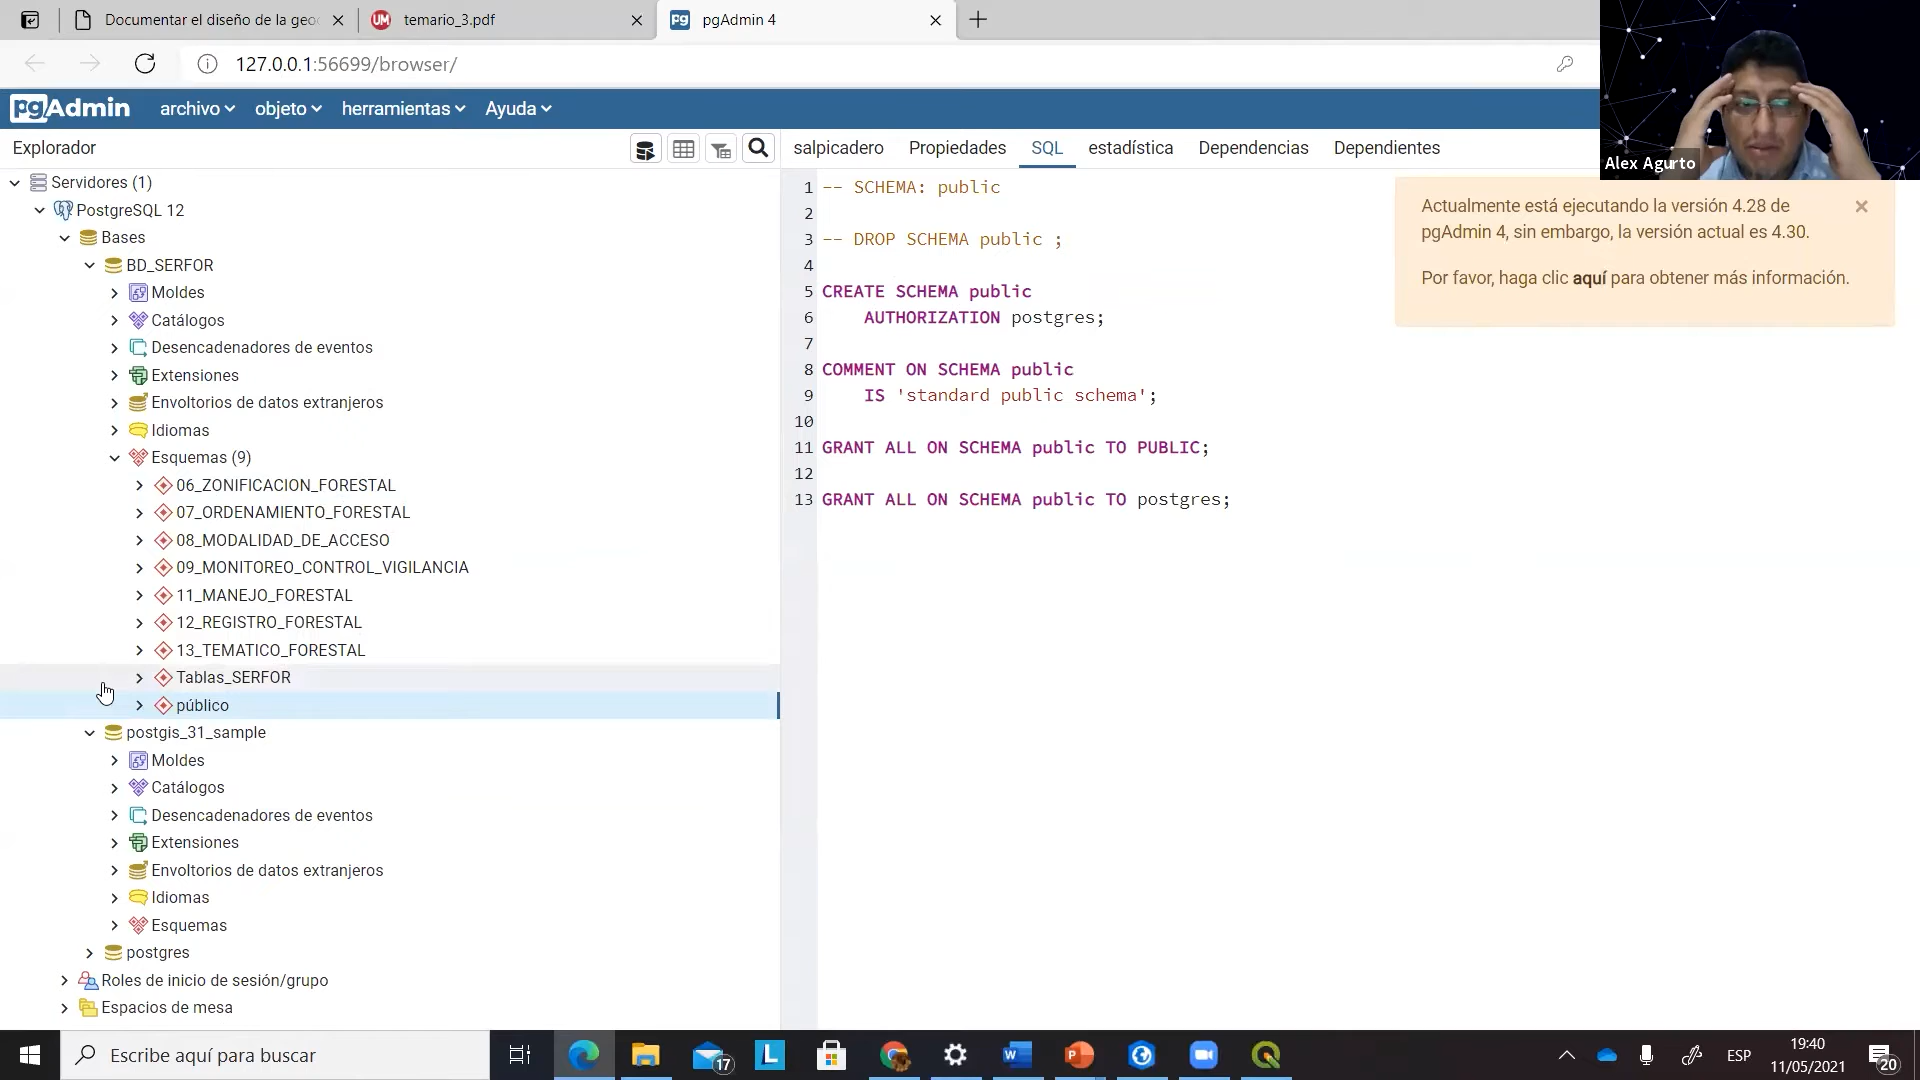 Documentar el diseño de la geo
temario_3.pdf
pgAdmin 4
127.0.0.1:56699/browser/
pgAdmin
archivo
objeto
herramientas
Ayuda
Explorador
salpicadero
Propiedades
SQL
estadística
Dependencias
Dependientes
Servidores (1)
PostgreSQL 12
Bases
BD_SERFOR
Moldes
Catálogos
Desencadenadores de eventos
Extensiones
Envoltorios de datos extranjeros
Idiomas
Esquemas (9)
06_ZONIFICACION_FORESTAL
07_ORDENAMIENTO_FORESTAL
08_MODALIDAD_DE_ACCESO
09_MONITOREO_CONTROL_VIGILANCIA
11_MANEJO_FORESTAL
12_REGISTRO_FORESTAL
13_TEMATICO_FORESTAL
Tablas_SERFOR
público
postgis_31_sample
Moldes
Catálogos
Desencadenadores de eventos
Extensiones
Envoltorios de datos extranjeros
Idiomas
Esquemas
postgres
Roles de inicio de sesión/grupo
Espacios de mesa
1 -- SCHEMA: public
2
3 -- DROP SCHEMA public ;
4
5 CREATE SCHEMA public
6 AUTHORIZATION postgres;
7
8 COMMENT ON SCHEMA public
9 IS 'standard public schema';
10
11 GRANT ALL ON SCHEMA public TO PUBLIC;
12
13 GRANT ALL ON SCHEMA public TO postgres;
Alex Agurto
Actualmente está ejecutando la versión 4.28 de
pgAdmin 4, sin embargo, la versión actual es 4.30.
Por favor, haga clic aquí para obtener más información.
Escribe aquí para buscar
17
L
W
P
ESP
19:40
11/05/2021
20